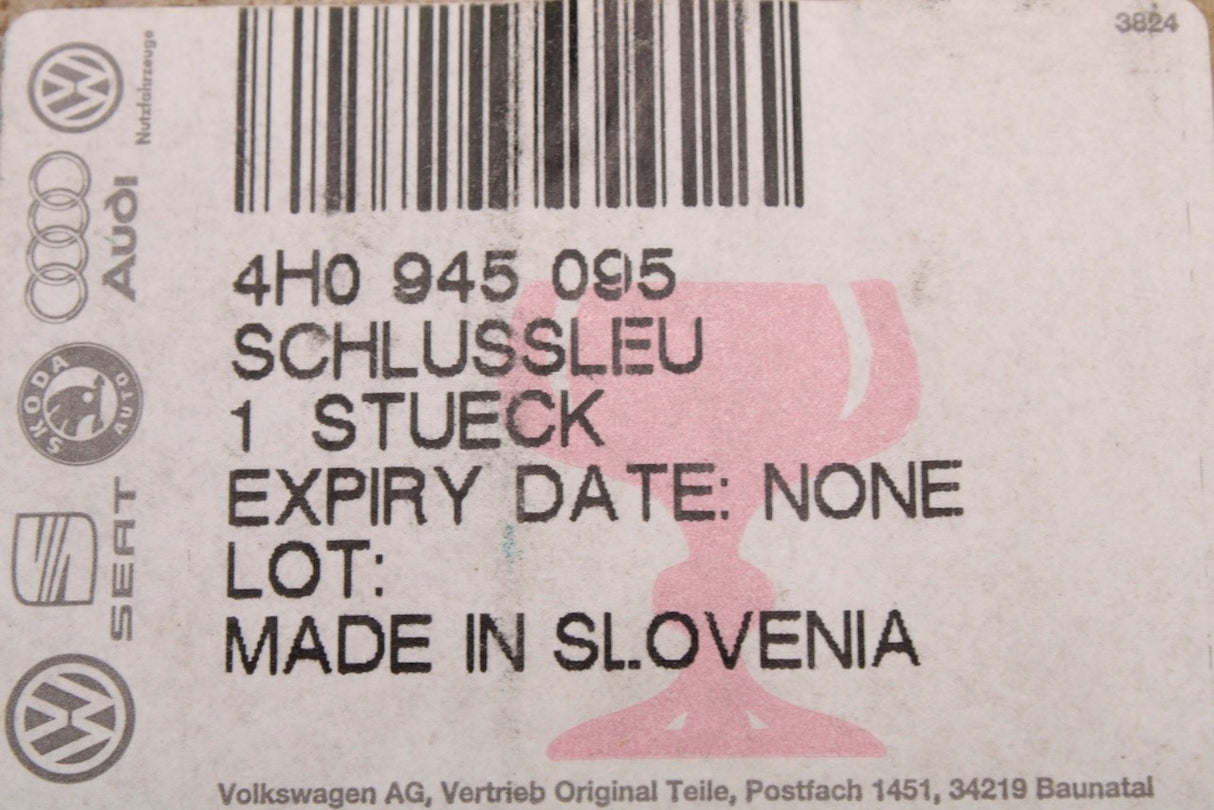 3824
Nutzfahrzeuge
Audi
SKODA
AUTO
SEAT
4H0 945 095
SCHLUSSLEU
1 STUECK
EXPIRY DATE: NONE
LOT:
MADE IN SLOVENIA
Volkswagen AG, Vertrieb Original Teile, Postfach 1451, 34219 Baunatal